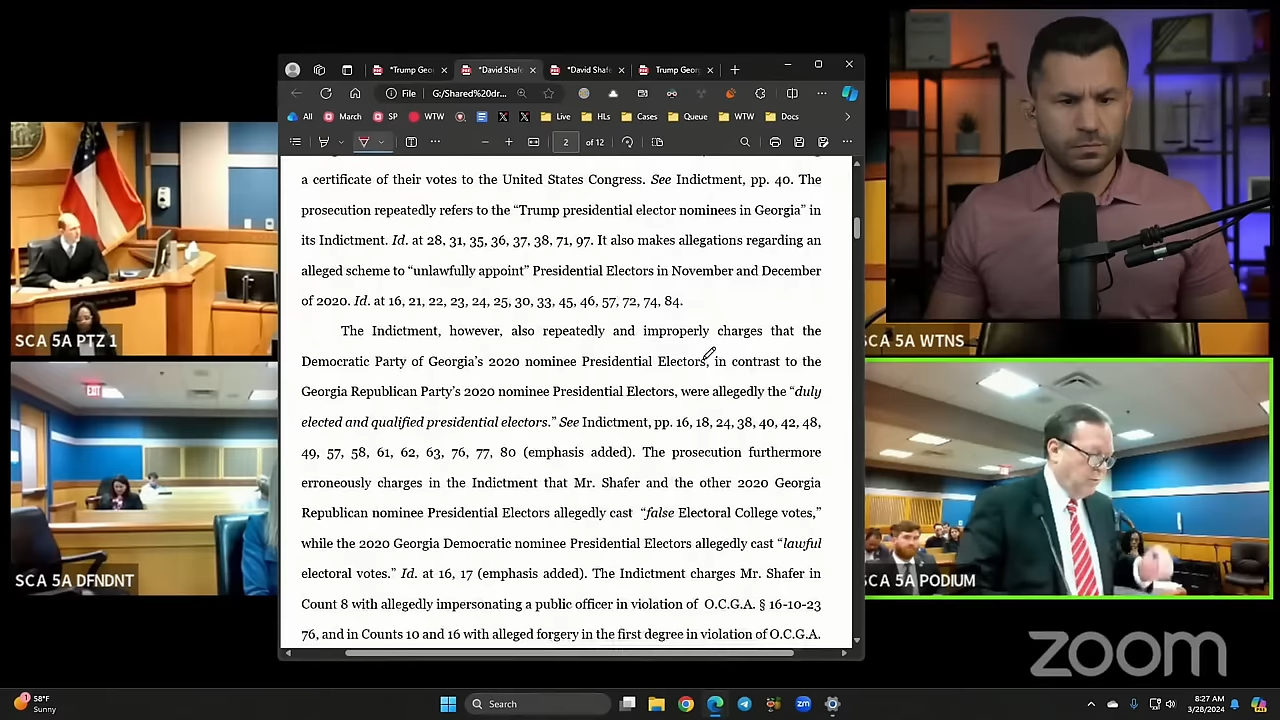 *Trump Geor
*David Shafe
*David Shafe
Trump Geor
File
G:/Shared%20dr...
All
March
SP
WTW
Live
HLs
Cases
Queue
WTW
Docs
2 of 12
a certificate of their votes to the United States Congress. See Indictment, pp. 40. The
prosecution repeatedly refers to the “Trump presidential elector nominees in Georgia” in
its Indictment. Id. at 28, 31, 35, 36, 37, 38, 71, 97. It also makes allegations regarding an
alleged scheme to “unlawfully appoint” Presidential Electors in November and December
of 2020. Id. at 16, 21, 22, 23, 24, 25, 30, 33, 45, 46, 57, 72, 74, 84.
The Indictment, however, also repeatedly and improperly charges that the
Democratic Party of Georgia’s 2020 nominee Presidential Electors, in contrast to the
Georgia Republican Party’s 2020 nominee Presidential Electors, were allegedly the “duly
elected and qualified presidential electors.” See Indictment, pp. 16, 18, 24, 38, 40, 42, 48,
49, 57, 58, 61, 62, 63, 76, 77, 80 (emphasis added). The prosecution furthermore
erroneously charges in the Indictment that Mr. Shafer and the other 2020 Georgia
Republican nominee Presidential Electors allegedly cast “false Electoral College votes,”
while the 2020 Georgia Democratic nominee Presidential Electors allegedly cast “lawful
electoral votes.” Id. at 16, 17 (emphasis added). The Indictment charges Mr. Shafer in
Count 8 with allegedly impersonating a public officer in violation of O.C.G.A. § 16-10-23
76, and in Counts 10 and 16 with alleged forgery in the first degree in violation of O.C.G.A.
SCA 5A PTZ 1
SCA 5A WTNS
EXIT
SCA 5A DFNDNT
SCA 5A PODIUM
zoom
58°F
Sunny
Search
8:27 AM
3/28/2024